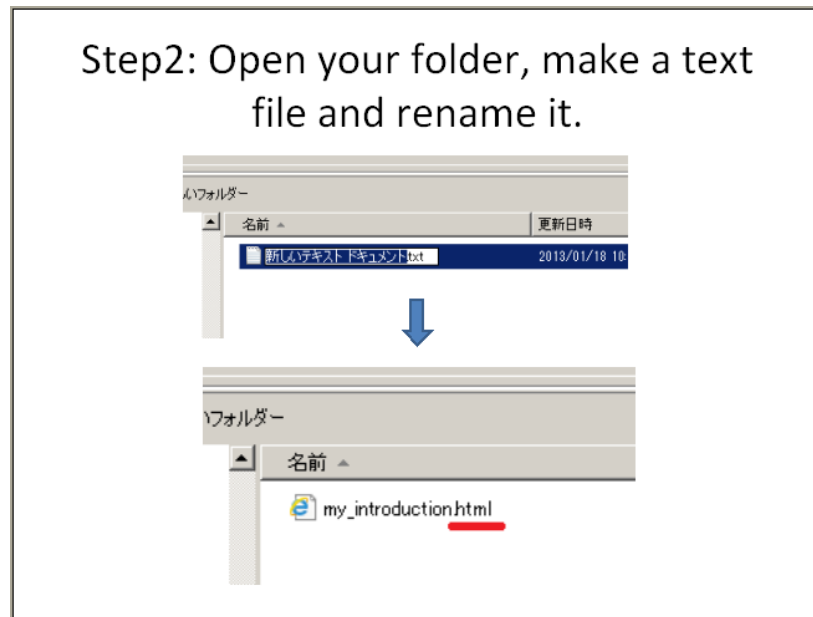 Step2: Open your folder, make a text
file and rename it.
いフォルダー
名前
更新日時
新しいテキスト ドキュメント.txt
2013/01/18 10:
いフォルダー
名前
my_introduction.html